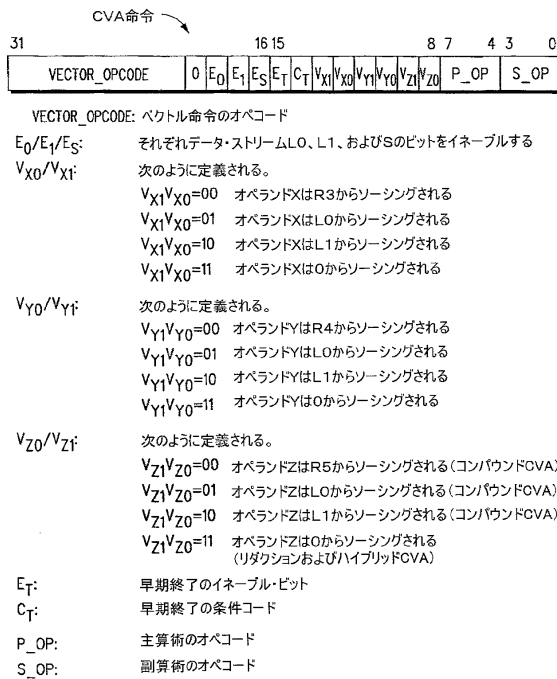 CVA命令
31 16 15 8 7 4 3 0
VECTOR_OPCODE 0 E0 E1 ES ET CT VX1 VX0 VY1 VY0 VZ1 VZ0 P_OP S_OP
VECTOR_OPCODE: ベクトル命令のオペコード
E0/E1/ES: それぞれデータ・ストリームL0、L1、およびSのビットをイネーブルする
VX0/VX1: 次のように定義される。
VX1VX0=00 オペランドXはR3からソーシングされる
VX1VX0=01 オペランドXはL0からソーシングされる
VX1VX0=10 オペランドXはL1からソーシングされる
VX1VX0=11 オペランドXは0からソーシングされる
VY0/VY1: 次のように定義される。
VY1VY0=00 オペランドYはR4からソーシングされる
VY1VY0=01 オペランドYはL0からソーシングされる
VY1VY0=10 オペランドYはL1からソーシングされる
VY1VY0=11 オペランドYは0からソーシングされる
VZ0/VZ1: 次のように定義される。
VZ1VZ0=00 オペランドZはR5からソーシングされる(コンパウンドCVA)
VZ1VZ0=01 オペランドZはL0からソーシングされる(コンパウンドCVA)
VZ1VZ0=10 オペランドZはL1からソーシングされる(コンパウンドCVA)
VZ1VZ0=11 オペランドZは0からソーシングされる
(リダクションおよびハイブリッドCVA)
ET: 早期終了のイネーブル・ビット
CT: 早期終了の条件コード
P_OP: 主算術のオペコード
S_OP: 副算術のオペコード